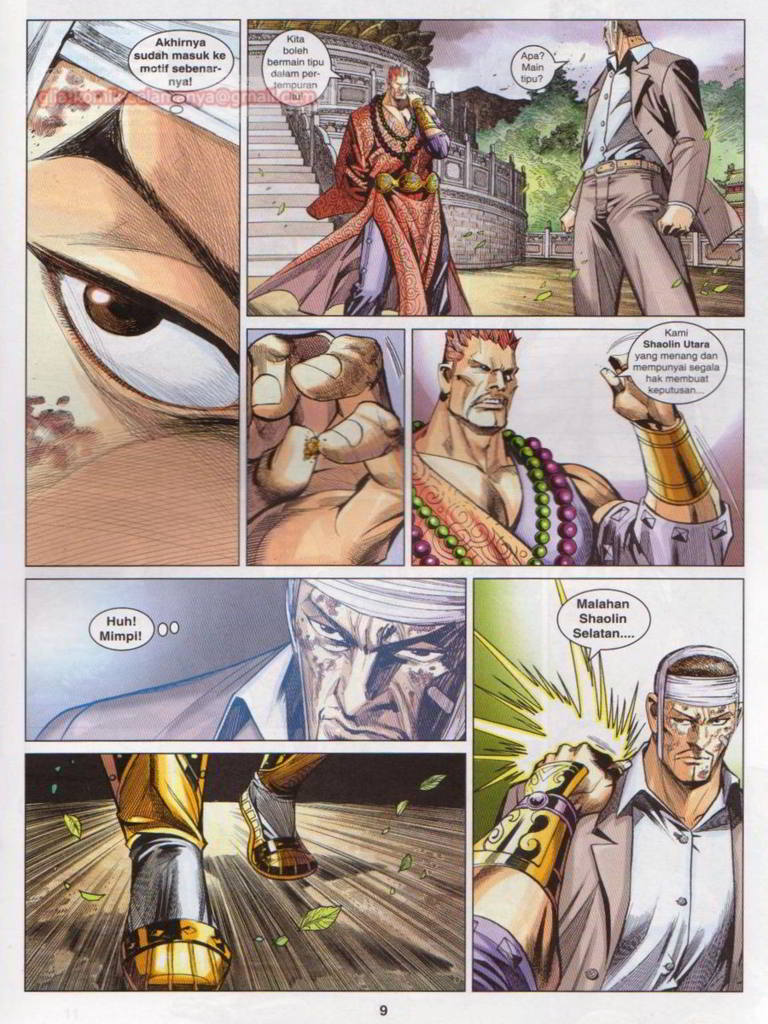 Akhirnya
sudah masuk ke
motif sebenar-
nya!
Kita
boleh
bermain tipu
dalam per-
tempuran
itu!
Apa?
Main
tipu?
Kami
Shaolin Utara
yang menang dan
mempunyai segala
hak membuat
keputusan...
Huh!
Mimpi!
Malahan
Shaolin
Selatan....
9